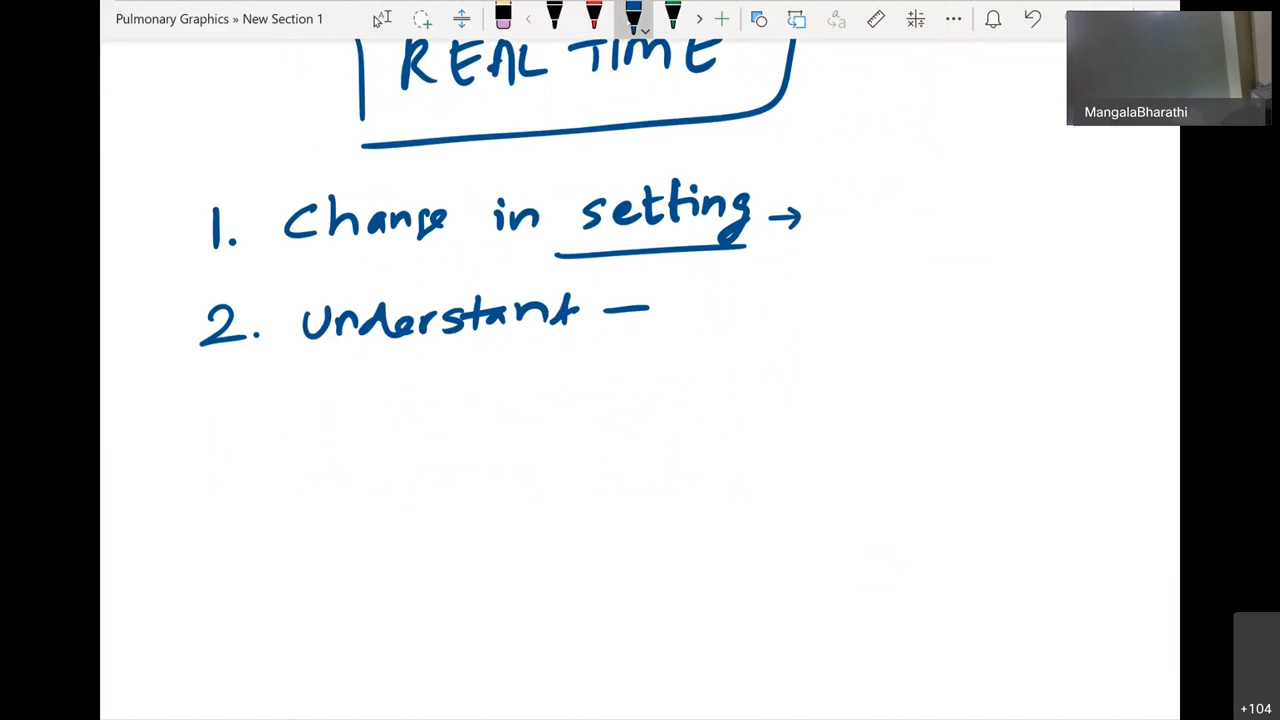 Pulmonary Graphics » New Section 1
MangalaBharathi
REAL TIME
1. Change in setting →
2. Understant —
+104